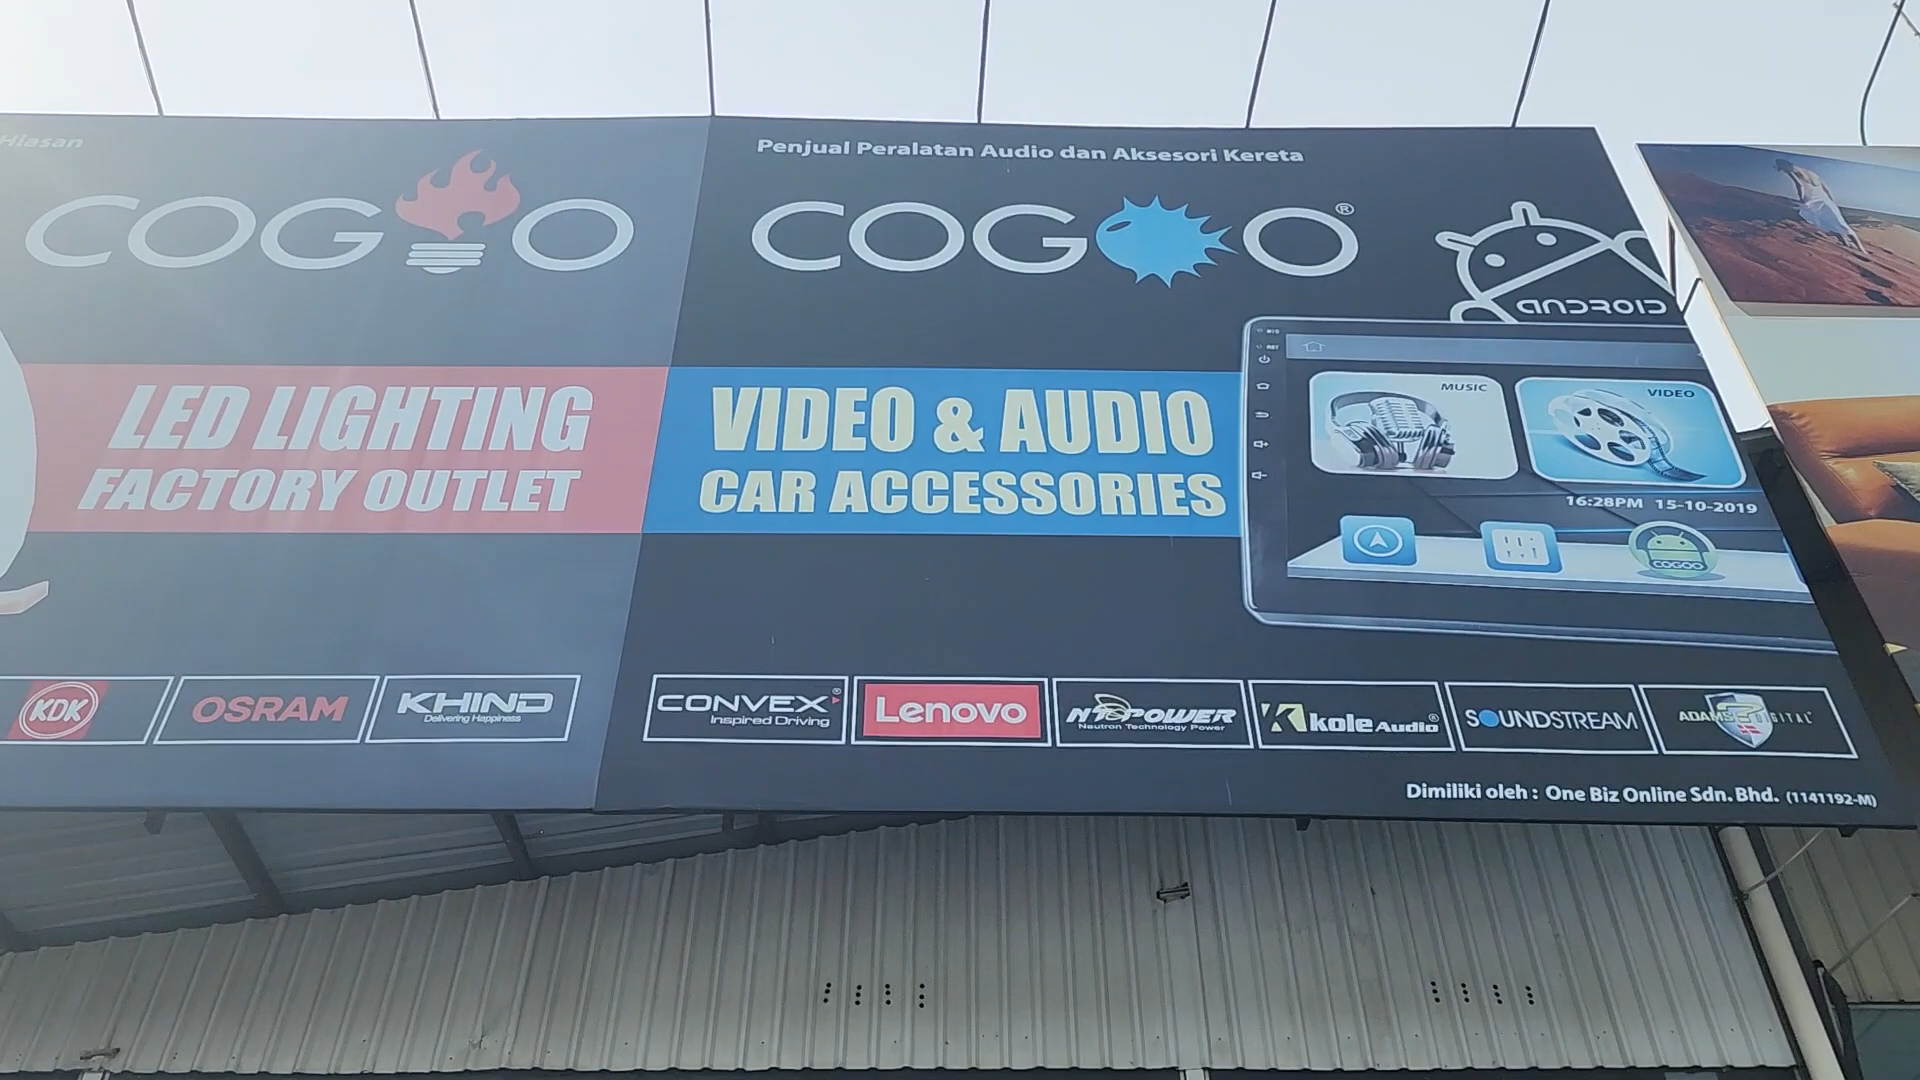 Hiasan
COGOO
LED LIGHTING
FACTORY OUTLET
KDK
OSRAM
KHIND
Delivering Happiness
Penjual Peralatan Audio dan Aksesori Kereta
COGOO®
ANDROID
MIC
RST
MUSIC
VIDEO
16:28PM 15-10-2019
COGOO
VIDEO & AUDIO
CAR ACCESSORIES
CONVEX®
Inspired Driving
Lenovo
NTPOWER
Neutron Technology Power
kole Audio®
SOUNDSTREAM
ADAMS DIGITAL
Dimiliki oleh : One Biz Online Sdn. Bhd. (1141192-M)